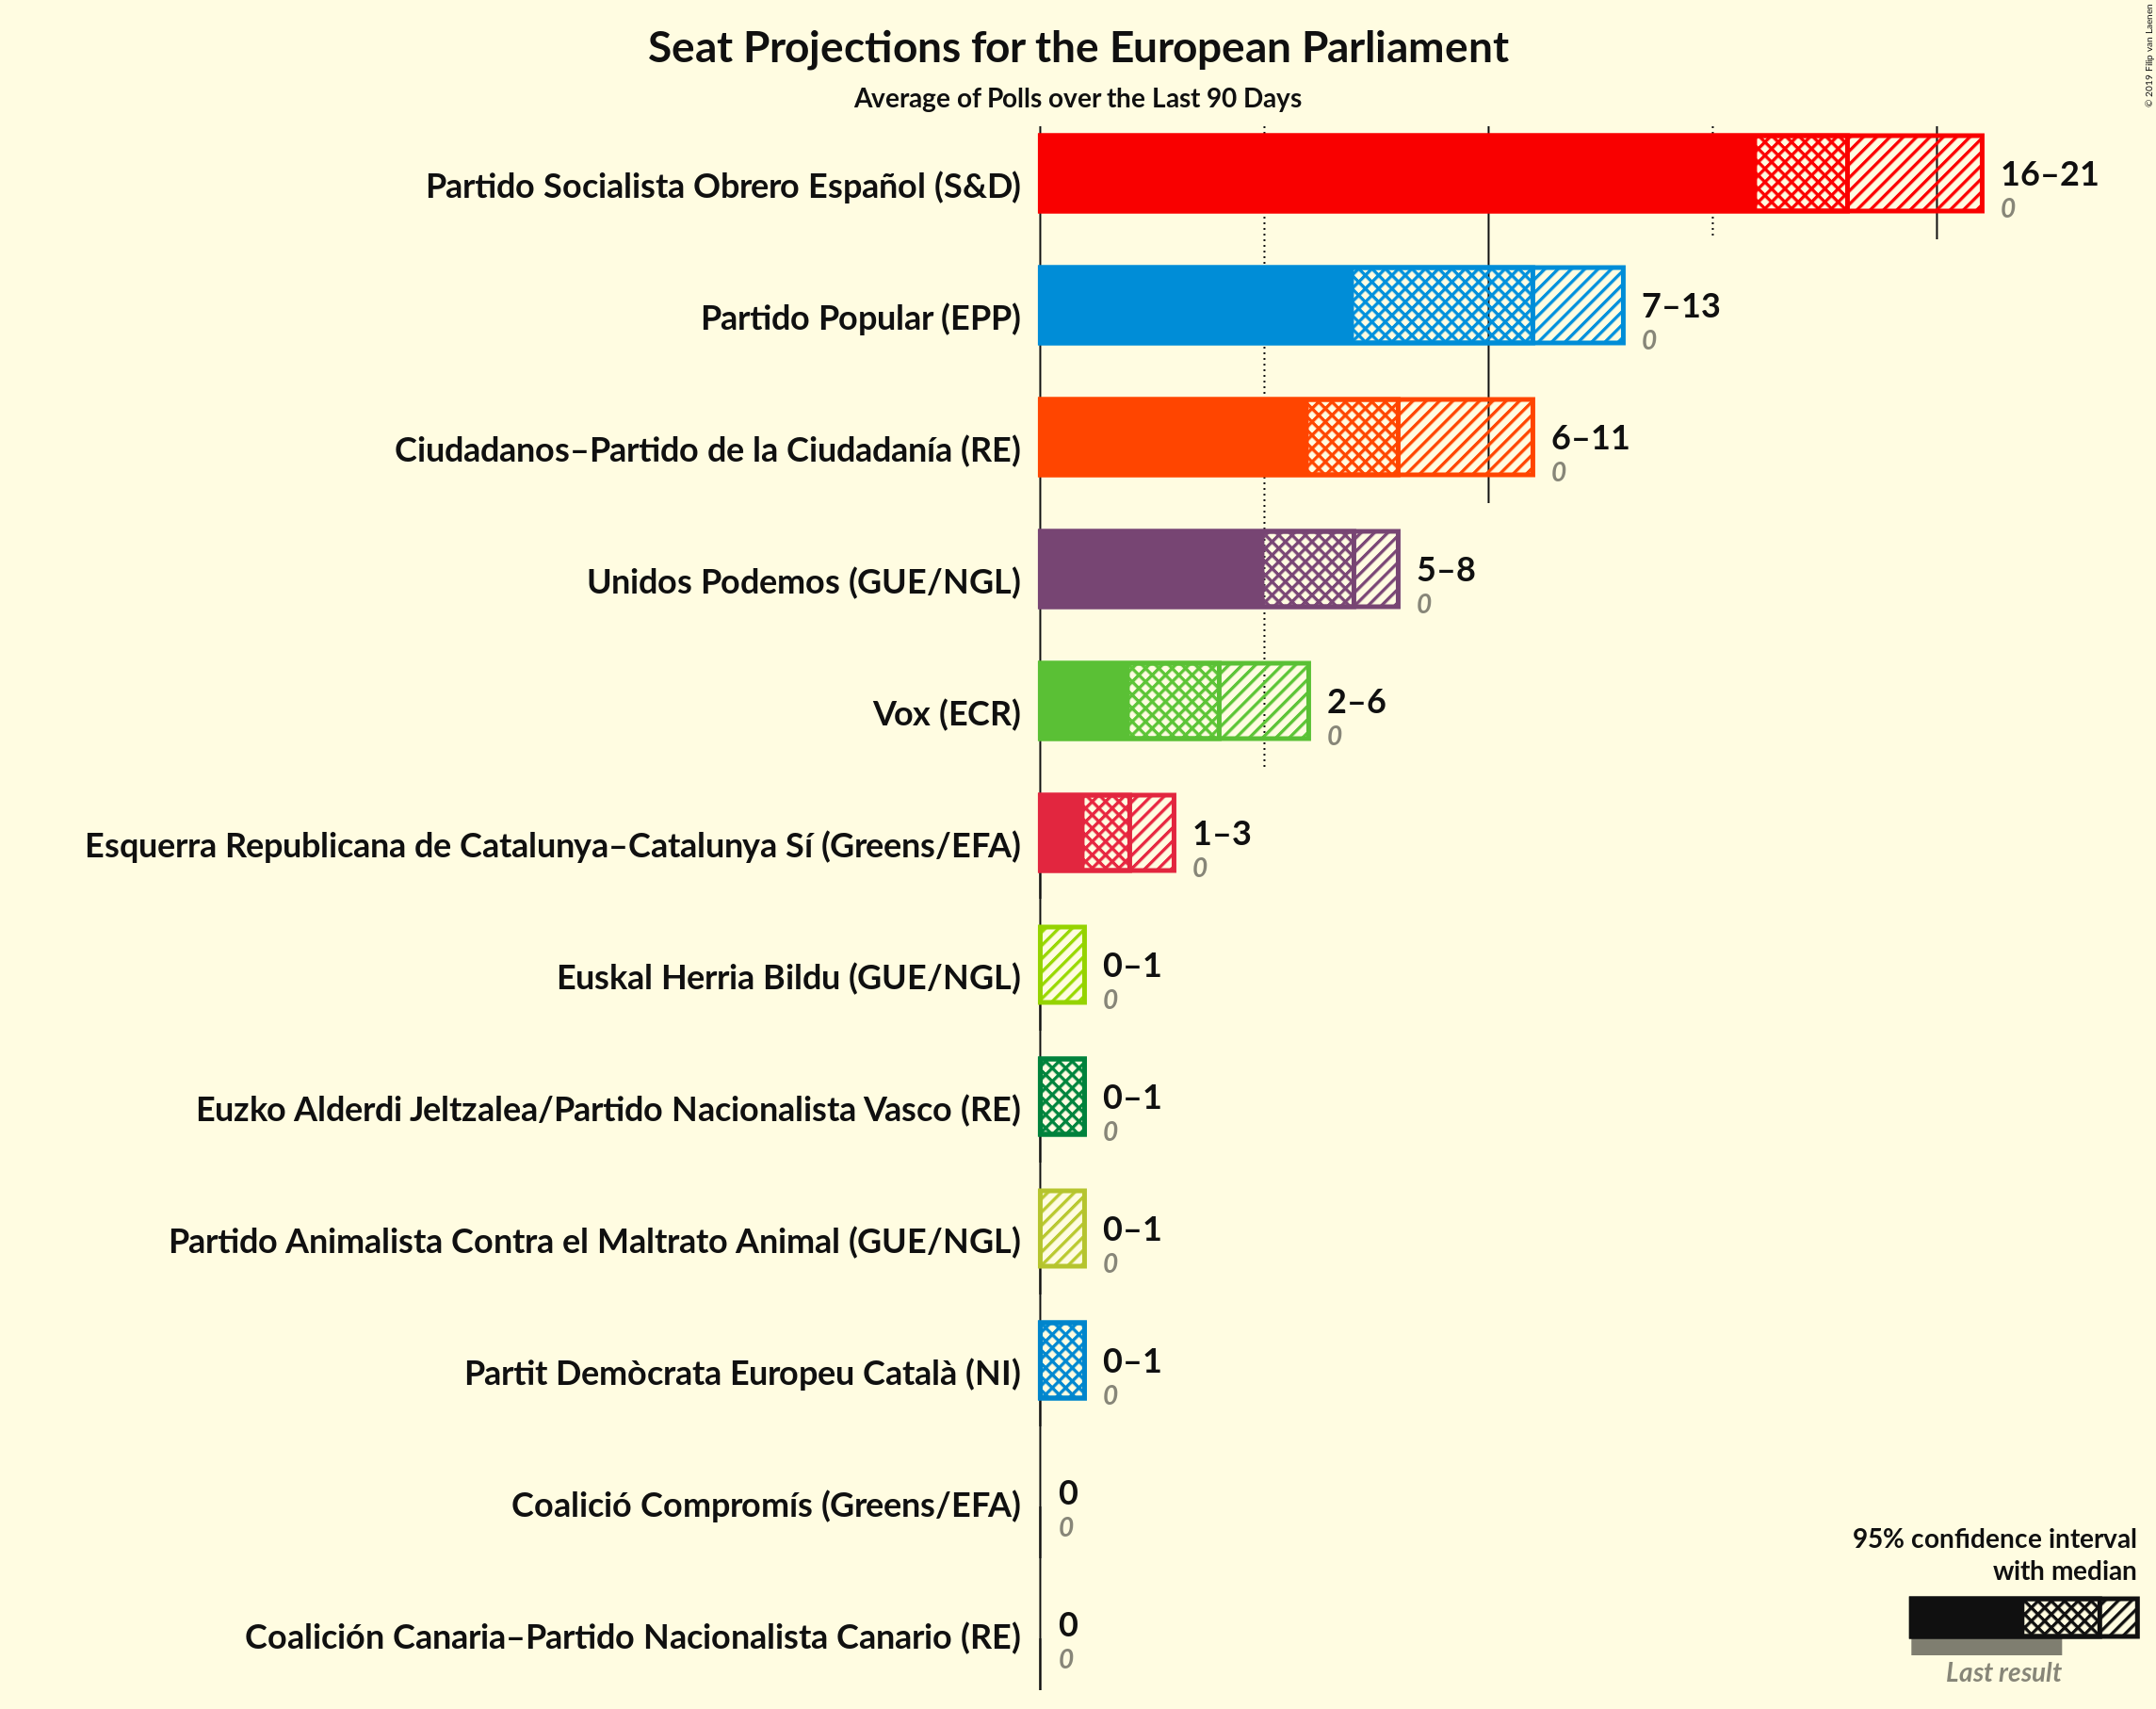 Seat Projections for the European Parliament
Average of Polls over the Last 90 Days
© 2019 Filip van Laenen
Partido Socialista Obrero Español (S&D)
16–21
0
Partido Popular (EPP)
7–13
0
Ciudadanos–Partido de la Ciudadanía (RE)
6–11
0
Unidos Podemos (GUE/NGL)
5–8
0
Vox (ECR)
2–6
0
Esquerra Republicana de Catalunya–Catalunya Sí (Greens/EFA)
1–3
0
Euskal Herria Bildu (GUE/NGL)
0–1
0
Euzko Alderdi Jeltzalea/Partido Nacionalista Vasco (RE)
0–1
0
Partido Animalista Contra el Maltrato Animal (GUE/NGL)
0–1
0
Partit Demòcrata Europeu Català (NI)
0–1
0
Coalició Compromís (Greens/EFA)
0
0
Coalición Canaria–Partido Nacionalista Canario (RE)
0
0
95% confidence interval
with median
Last result